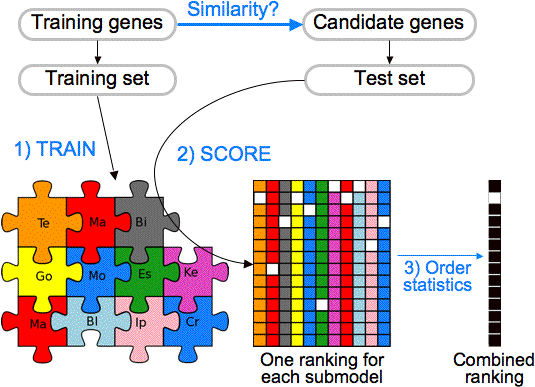 Training genes
Similarity?
Candidate genes
Training set
Test set
1) TRAIN
2) SCORE
Te
Ma
Bi
Go
Mo
Es
Ke
Ma
Bl
Ip
Cr
3) Order
statistics
One ranking for
each submodel
Combined
ranking